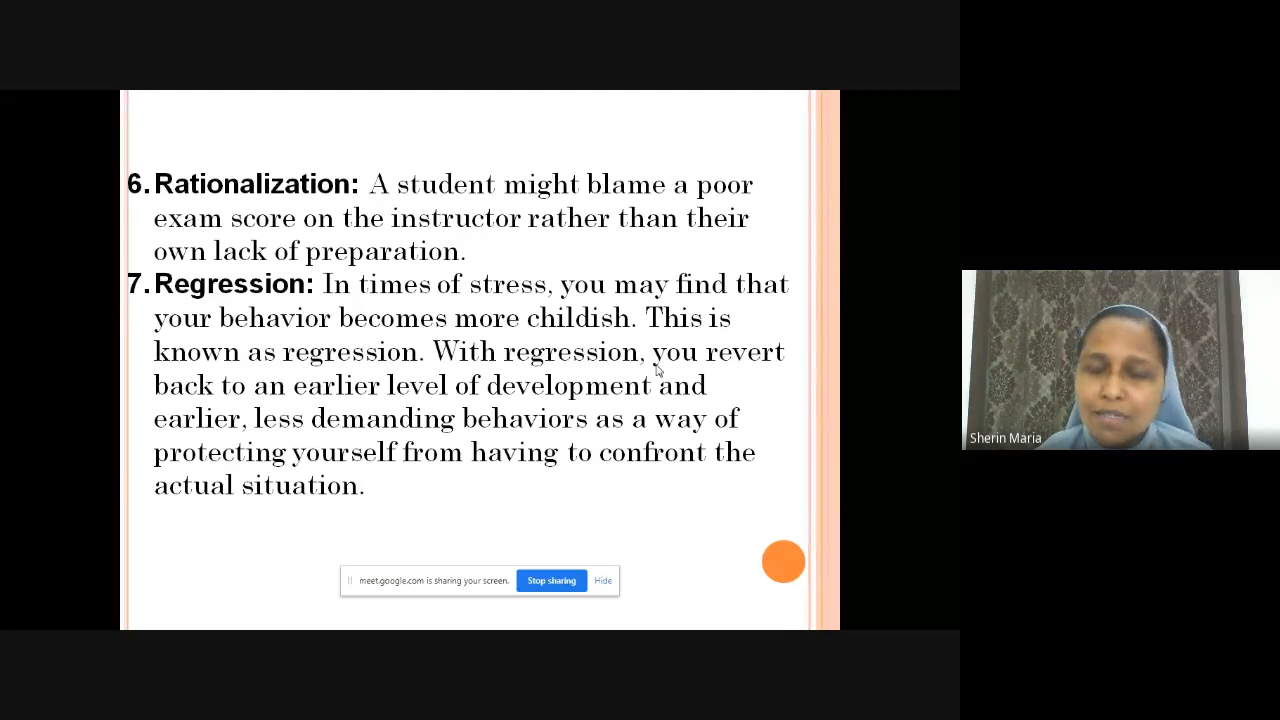 6. Rationalization: A student might blame a poor
exam score on the instructor rather than their
own lack of preparation.
7. Regression: In times of stress, you may find that
your behavior becomes more childish. This is
known as regression. With regression, you revert
back to an earlier level of development and
earlier, less demanding behaviors as a way of
protecting yourself from having to confront the
actual situation.
meet.google.com is sharing your screen. Stop sharing Hide
Sherin Maria